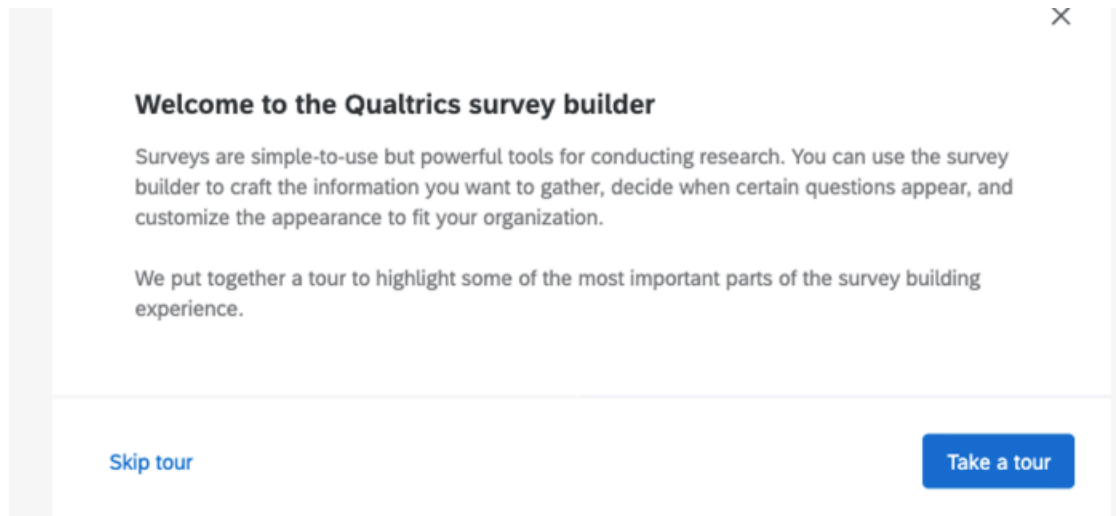 Welcome to the Qualtrics survey builder
Surveys are simple-to-use but powerful tools for conducting research. You can use the survey
builder to craft the information you want to gather, decide when certain questions appear, and
customize the appearance to fit your organization.
We put together a tour to highlight some of the most important parts of the survey building
experience.
Skip tour
Take a tour